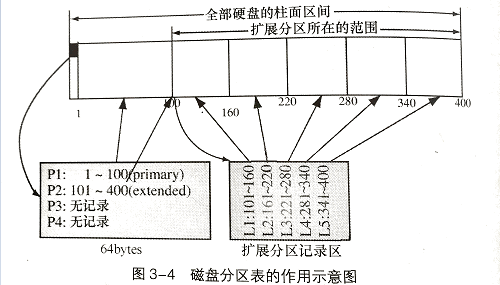 全部硬盘的柱面区间
扩展分区所在的范围
1 100 160 220 280 340 400
P1: 1~100(primary)
P2: 101~400(extended)
P3: 无记录
P4: 无记录
64bytes
L1:101~160
L2:161~220
L3:221~280
L4:281~340
L5:341~400
扩展分区记录区
图 3-4 磁盘分区表的作用示意图